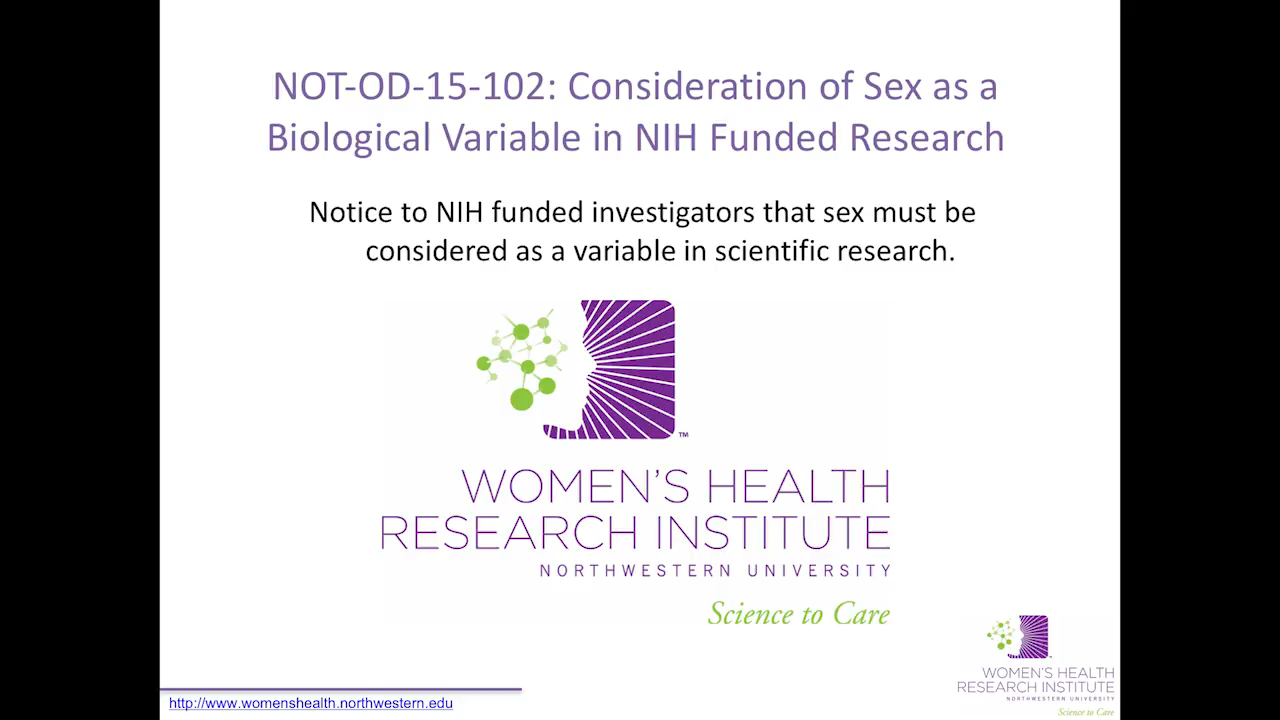 NOT-OD-15-102: Consideration of Sex as a
Biological Variable in NIH Funded Research
Notice to NIH funded investigators that sex must be
considered as a variable in scientific research.
TM
WOMEN'S HEALTH
RESEARCH INSTITUTE
NORTHWESTERN UNIVERSITY
Science to Care
WOMEN'S HEALTH
RESEARCH INSTITUTE
NORTHWESTERN UNIVERSITY
Science to Care
http://www.womenshealth.northwestern.edu